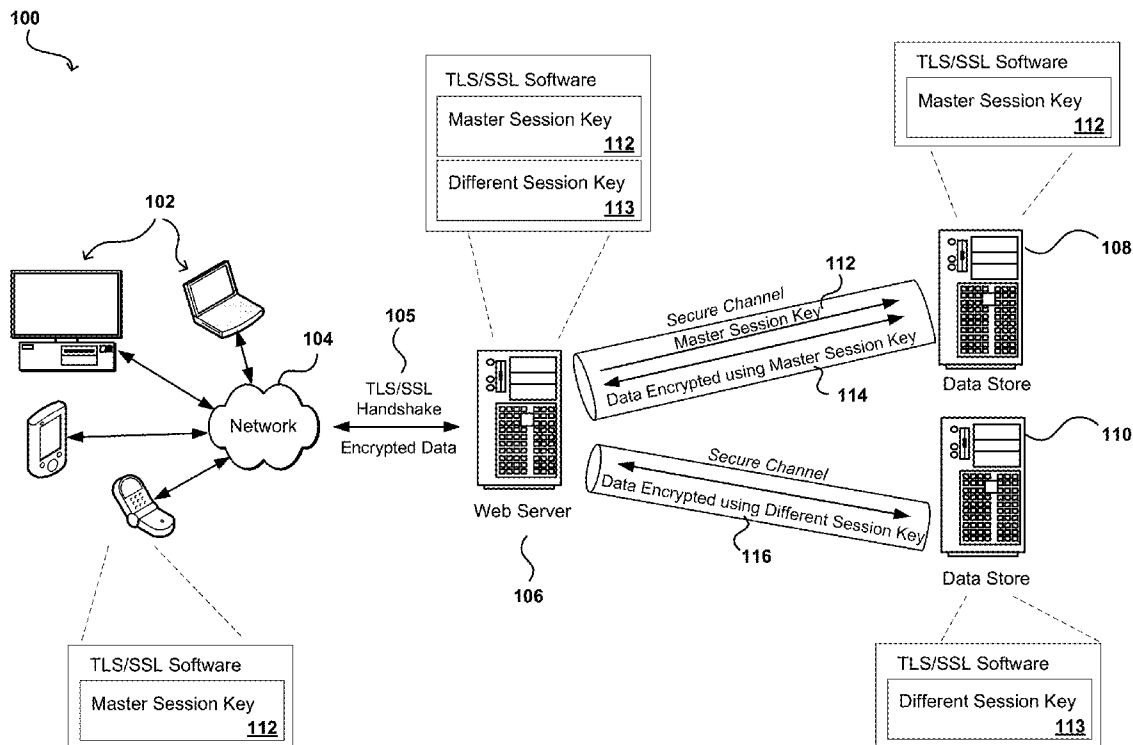 100
TLS/SSL Software
Master Session Key
112
Different Session Key
113
TLS/SSL Software
Master Session Key
112
102
104
Network
105
TLS/SSL
Handshake
Encrypted Data
Web Server
106
112
Secure Channel
Master Session Key
Data Encrypted using Master Session Key
114
108
Data Store
Secure Channel
Data Encrypted using Different Session Key
116
110
Data Store
TLS/SSL Software
Master Session Key
112
TLS/SSL Software
Different Session Key
113